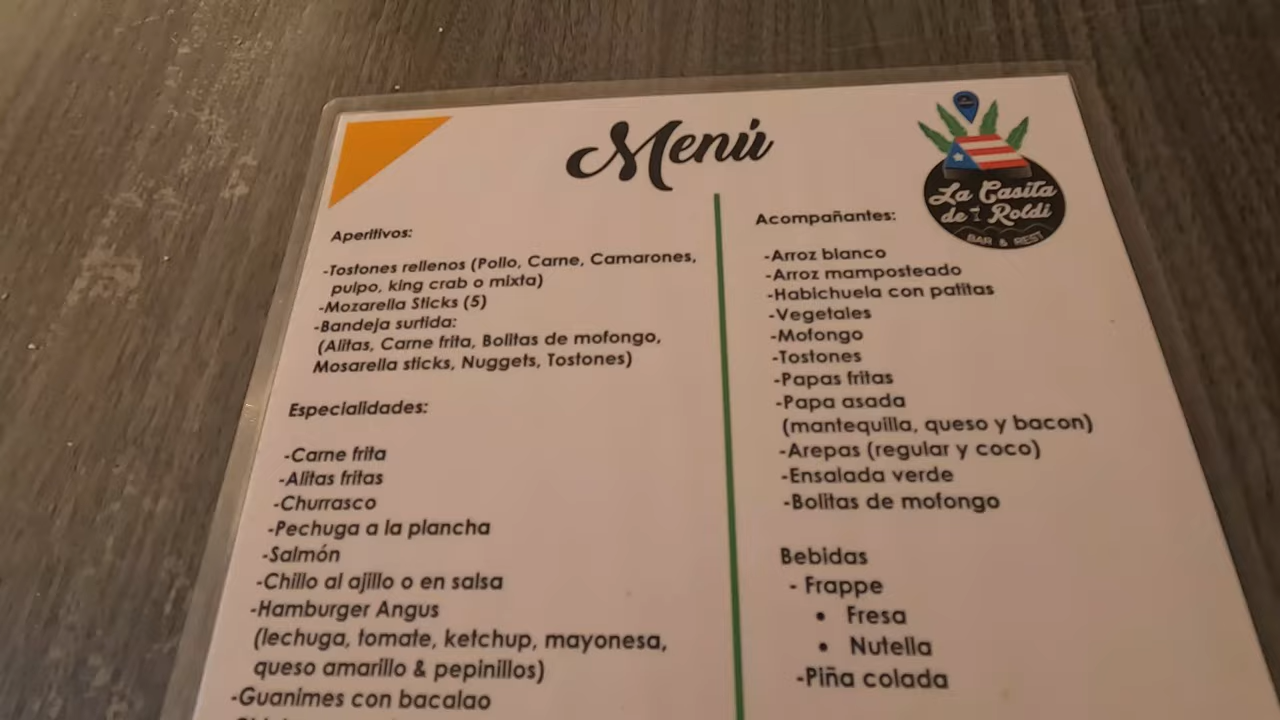 Menú
La Casita
de Roldi
BAR & REST
Aperitivos:
-Tostones rellenos (Pollo, Carne, Camarones,
pulpo, king crab o mixta)
-Mozarella Sticks (5)
-Bandeja surtida:
(Alitas, Carne frita, Bolitas de mofongo,
Mosarella sticks, Nuggets, Tostones)
Especialidades:
-Carne frita
-Alitas fritas
-Churrasco
-Pechuga a la plancha
-Salmón
-Chillo al ajillo o en salsa
-Hamburger Angus
(lechuga, tomate, ketchup, mayonesa,
queso amarillo & pepinillos)
-Guanimes con bacalao
Acompañantes:
-Arroz blanco
-Arroz mamposteado
-Habichuela con patitas
-Vegetales
-Mofongo
-Tostones
-Papas fritas
-Papa asada
(mantequilla, queso y bacon)
-Arepas (regular y coco)
-Ensalada verde
-Bolitas de mofongo
Bebidas
- Frappe
• Fresa
• Nutella
-Piña colada